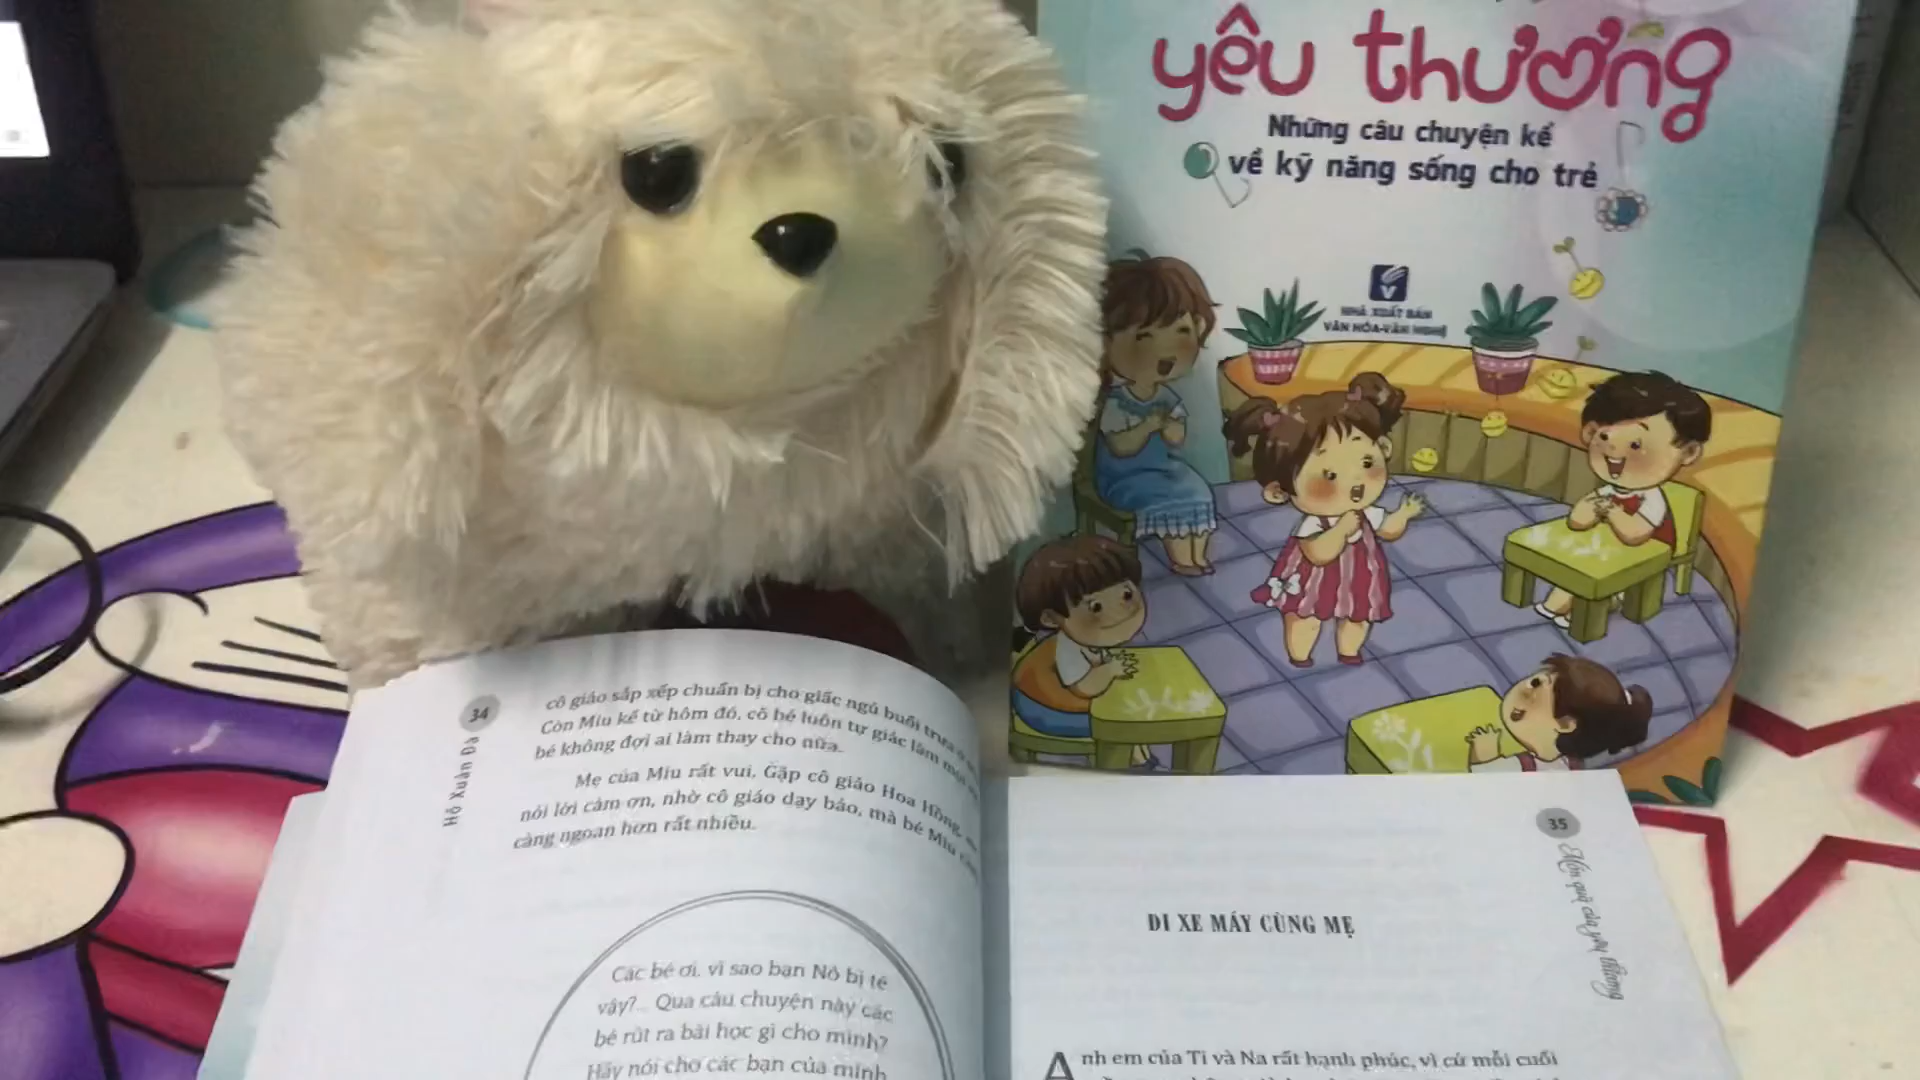 yêu thương
Những câu chuyện kể
về kỹ năng sống cho trẻ
NHÀ XUẤT BẢN
VĂN HÓA-VĂN NGHỆ
34
Hồ Xuân Đà
cô giáo sắp xếp chuẩn bị cho giấc ngủ buổi trưa
Còn Miu kể từ hôm đó, cô bé luôn tự giác làm mọi
bé không đợi ai làm thay cho nữa.
Mẹ của Miu rất vui, Gặp cô giáo Hoa Hồng,
nói lời cảm ơn, nhờ cô giáo dạy bảo, mà bé Miu
càng ngoan hơn rất nhiều.
Các bé ơi, vì sao bạn Nô bị té
vậy?... Qua câu chuyện này các
bé rút ra bài học gì cho mình?
Hãy nói cho các bạn của mình
35
Món quà của yêu thương
ĐI XE MÁY CÙNG MẸ
Anh em của Ti và Na rất hạnh phúc, vì cứ mỗi cuối